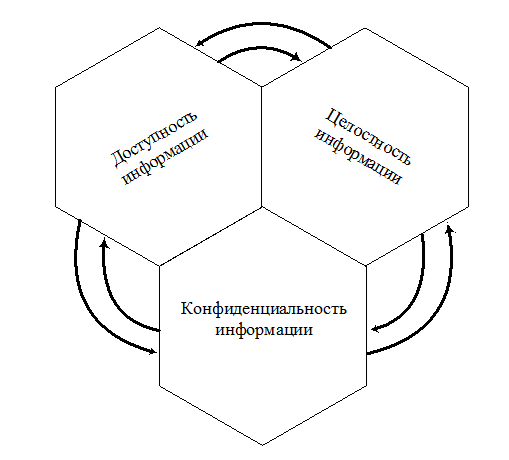 Доступность
информации
Целостность
информации
Конфиденциальность
информации